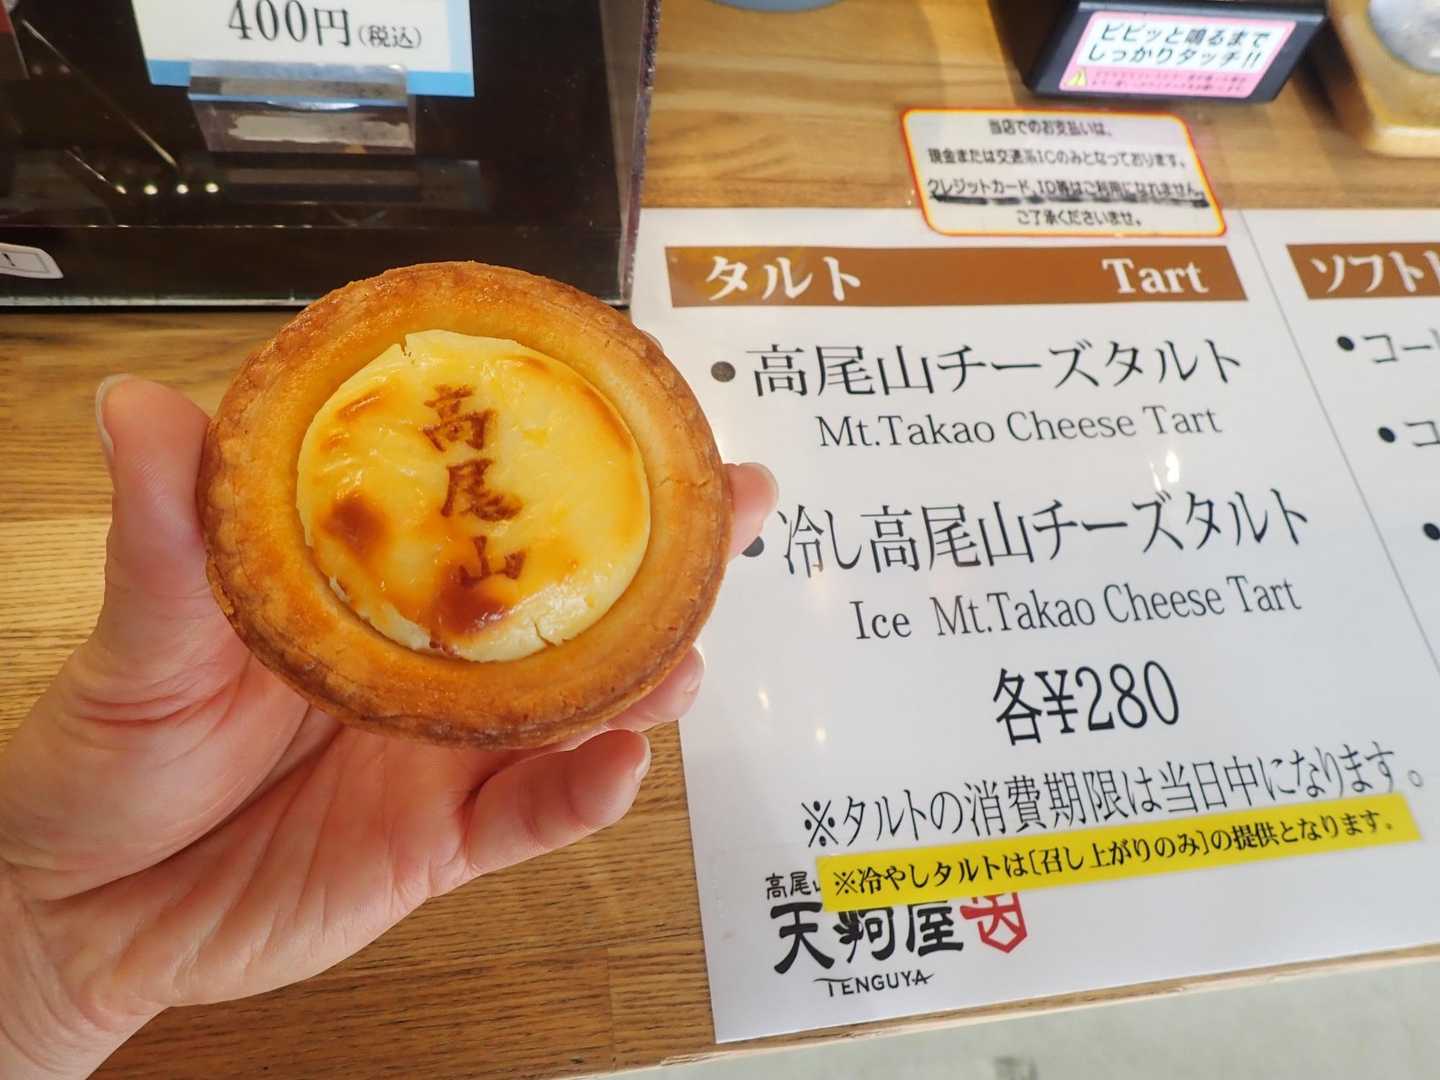 400円(税込)
ピピッと鳴るまで
しっかりタッチ!!
当店でのお支払いは、
現金または交通系ICのみとなっております。
クレジットカード、ID等はご利用になれません。
ご了承くださいませ。
タルト Tart
•高尾山チーズタルト
Mt.Takao Cheese Tart
•冷し高尾山チーズタルト
Ice Mt.Takao Cheese Tart
各¥280
※タルトの消費期限は当日中になります。
※冷やしタルトは〔召し上がりのみ〕の提供となります。
高尾山
天狗屋
TENGUYA
ソフト
•コー
•コ
高尾山
!